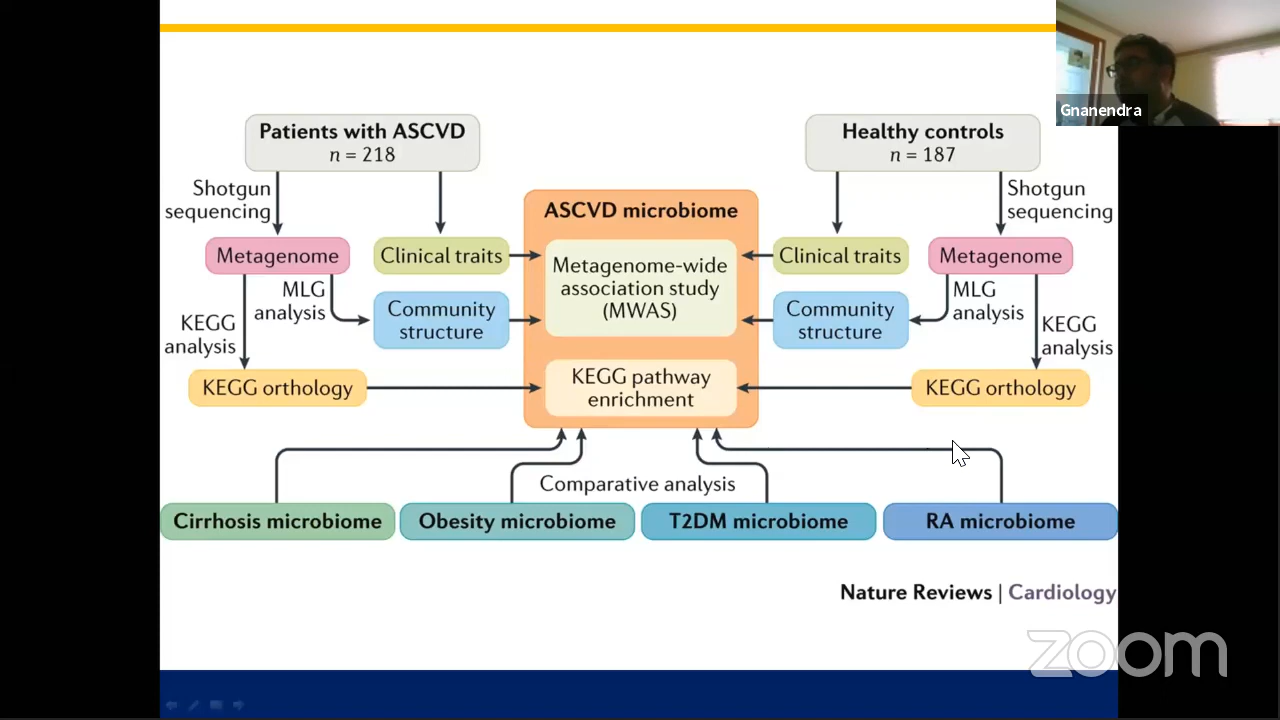 Gnanendra
Patients with ASCVD
n = 218
Healthy controls
n = 187
Shotgun
sequencing
Shotgun
sequencing
ASCVD microbiome
Metagenome
Clinical traits
Metagenome-wide
association study
(MWAS)
Clinical traits
Metagenome
MLG
analysis
Community
structure
Community
structure
MLG
analysis
KEGG
analysis
KEGG
analysis
KEGG orthology
KEGG pathway
enrichment
KEGG orthology
Comparative analysis
Cirrhosis microbiome
Obesity microbiome
T2DM microbiome
RA microbiome
Nature Reviews | Cardiology
zoom